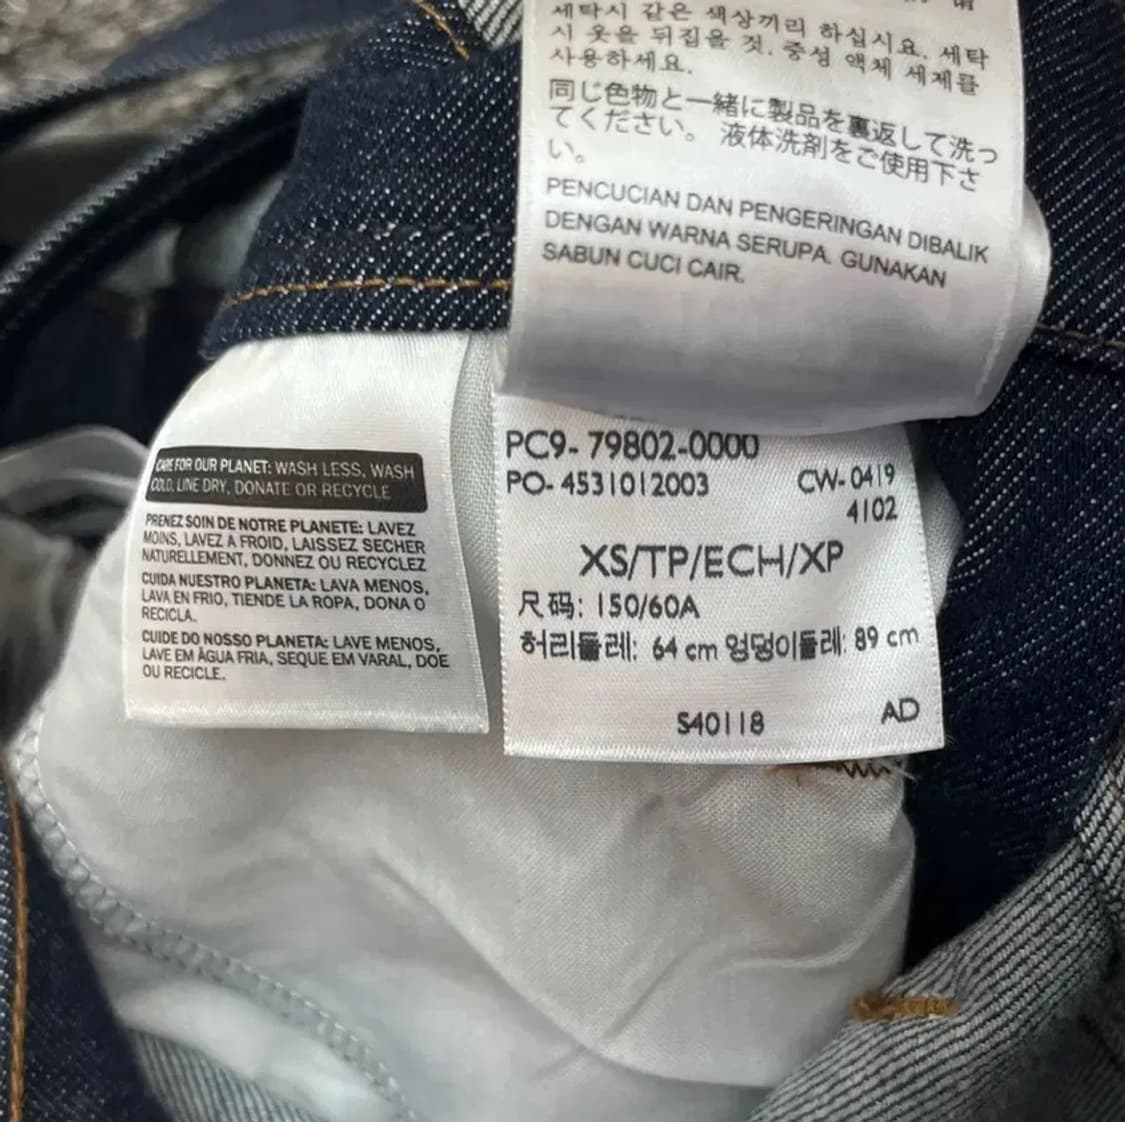 세탁시 같은 색상끼리 하십시요. 세탁
시 옷을 뒤집을 것. 중성 액체 세제를
사용하세요.
同じ色物と一緒に製品を裏返して洗っ
てください。 液体洗剤をご使用下さ
い。
PENCUCIAN DAN PENGERINGAN DIBALIK
DENGAN WARNA SERUPA. GUNAKAN
SABUN CUCI CAIR.
CARE FOR OUR PLANET: WASH LESS, WASH
COLD, LINE DRY, DONATE OR RECYCLE
PRENEZ SOIN DE NOTRE PLANETE: LAVEZ
MOINS, LAVEZ A FROID, LAISSEZ SECHER
NATURELLEMENT, DONNEZ OU RECYCLEZ
CUIDA NUESTRO PLANETA: LAVA MENOS,
LAVA EN FRIO, TIENDE LA ROPA, DONA O
RECICLA.
CUIDE DO NOSSO PLANETA: LAVE MENOS,
LAVE EM ÁGUA FRIA, SEQUE EM VARAL, DOE
OU RECICLE.
PC9-79802-0000
PO-4531012003 CW-0419
4102
XS/TP/ECH/XP
尺码: 150/60A
허리둘레: 64 cm 엉덩이둘레: 89 cm
S40118 AD